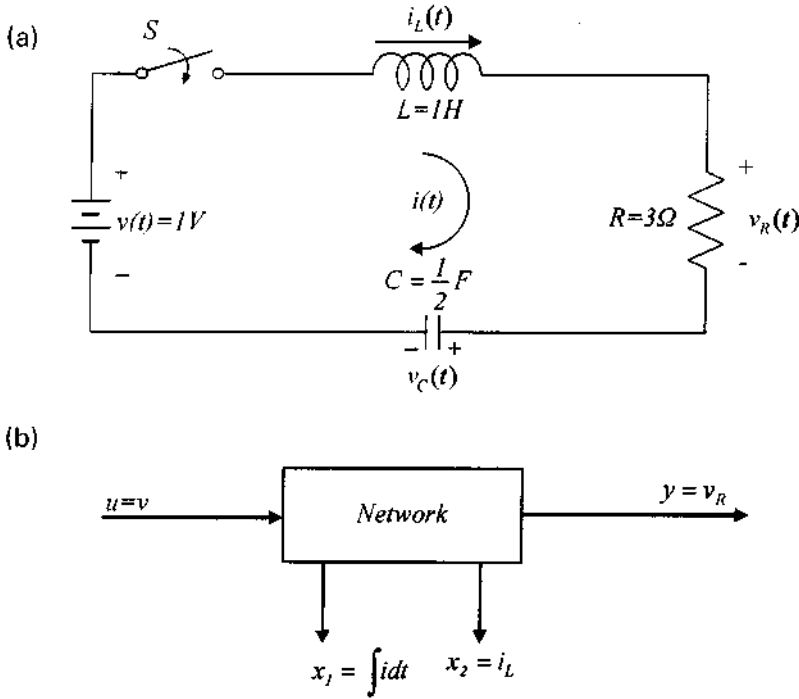 (a)
S
i_L(t)
L=1H
+
v(t)=1V
−
i(t)
R=3Ω
+
v_R(t)
-
C = 1/2 F
− +
v_C(t)
(b)
u=v
Network
y = v_R
x_1 = ∫idt
x_2 = i_L